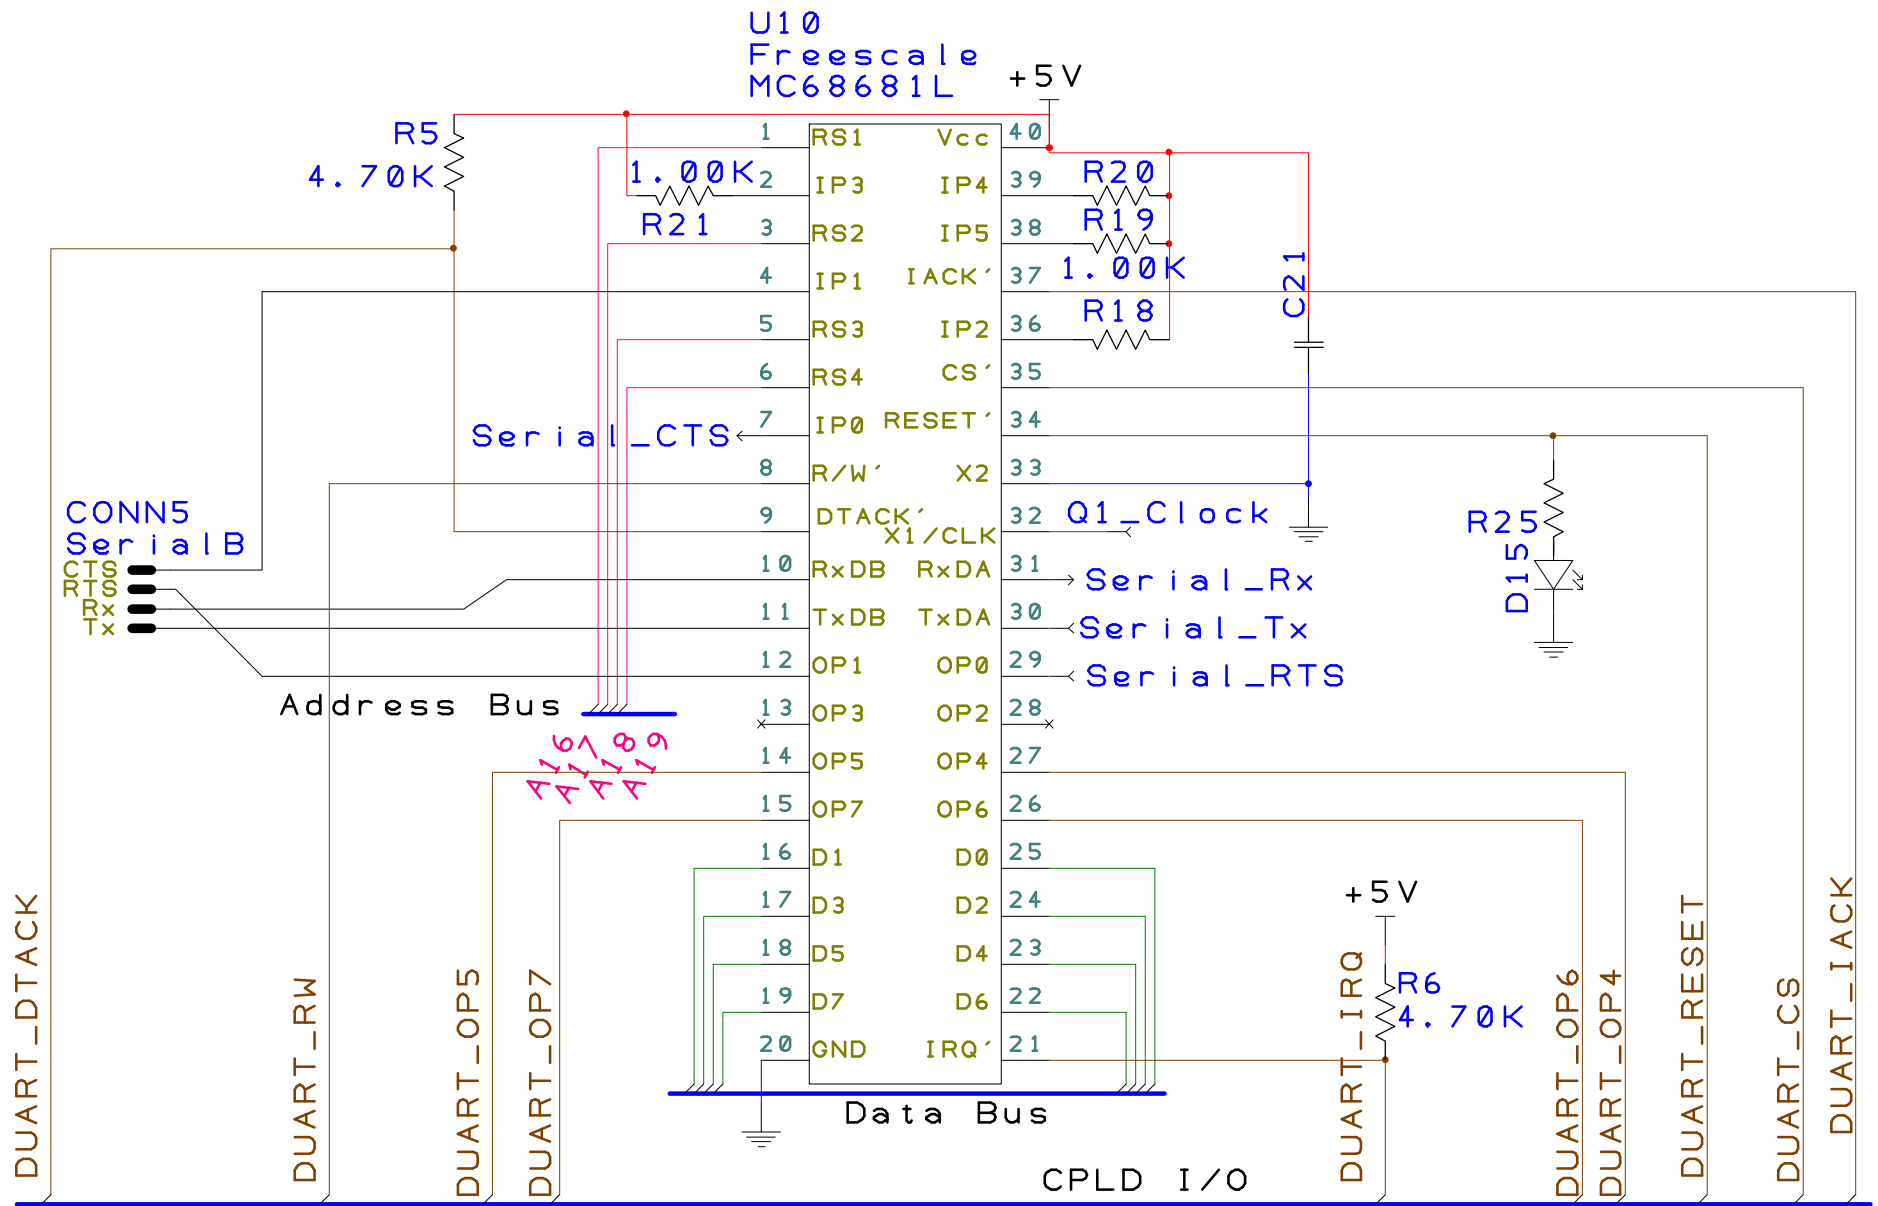 U10
Freescale
MC68681L
+5V
R5
4.70K
1.00K
R21
1 RS1
2 IP3
3 RS2
4 IP1
5 RS3
6 RS4
7 IP0
8 R/W´
9 DTACK´
10 RxDB
11 TxDB
12 OP1
13 OP3
14 OP5
15 OP7
16 D1
17 D3
18 D5
19 D7
20 GND
Vcc 40
IP4 39
IP5 38
IACK´ 37
IP2 36
CS´ 35
RESET´ 34
X2 33
X1/CLK 32
RxDA 31
TxDA 30
OP0 29
OP2 28
OP4 27
OP6 26
D0 25
D2 24
D4 23
D6 22
IRQ´ 21
R20
R19
1.00K
R18
C21
Serial_CTS
Q1_Clock
Serial_Rx
Serial_Tx
Serial_RTS
R25
D15
CONN5
SerialB
CTS
RTS
Rx
Tx
Address Bus
A16
A17
A18
A19
+5V
R6
4.70K
Data Bus
DUART_DTACK
DUART_RW
DUART_OP5
DUART_OP7
DUART_IRQ
DUART_OP6
DUART_OP4
DUART_RESET
DUART_CS
DUART_IACK
CPLD I/O